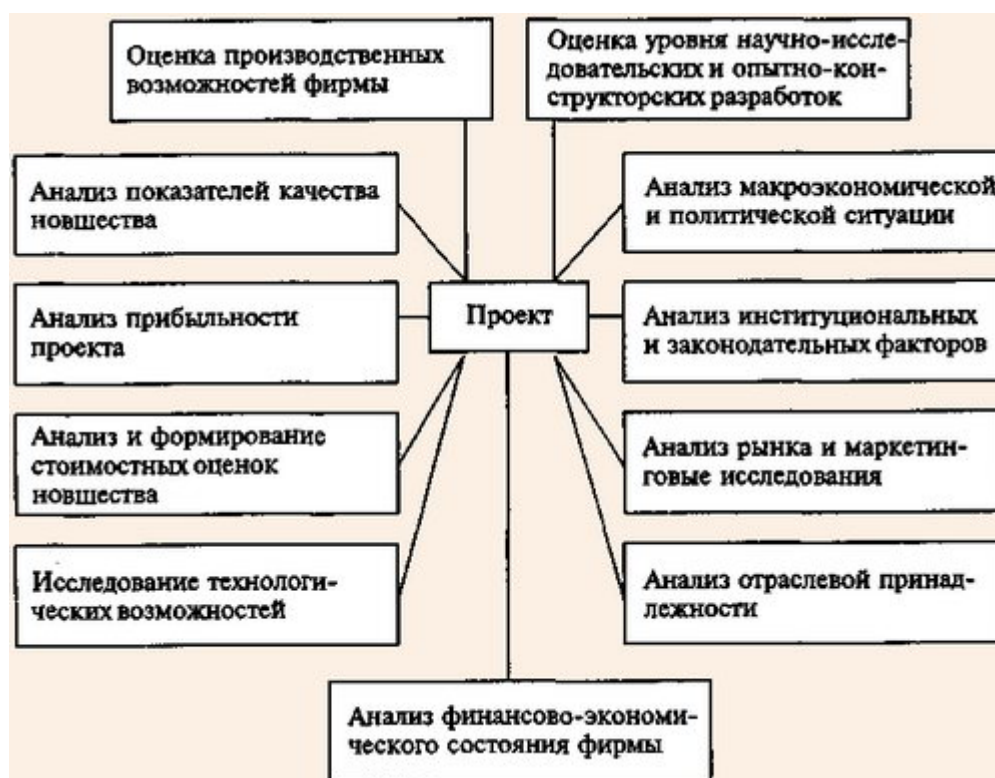 Оценка производственных
возможностей фирмы
Оценка уровня научно-иссле-
довательских и опытно-кон-
структорских разработок
Анализ показателей качества
новшества
Анализ макроэкономической
и политической ситуации
Анализ прибыльности
проекта
Проект
Анализ институциональных
и законодательных факторов
Анализ и формирование
стоимостных оценок
новшества
Анализ рынка и маркетин-
говые исследования
Исследование технологи-
ческих возможностей
Анализ отраслевой принад-
лежности
Анализ финансово-экономи-
ческого состояния фирмы